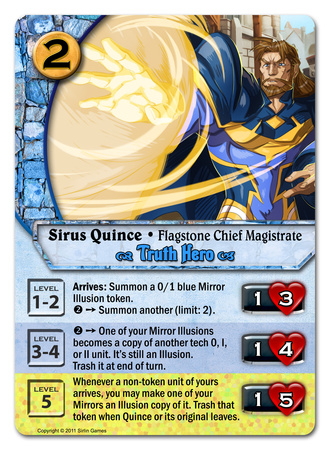 2
Sirus Quince • Flagstone Chief Magistrate
Truth Hero
LEVEL
1-2
Arrives: Summon a 0/1 blue Mirror
Illusion token.
❷ ➙ Summon another (limit: 2).
1 3
LEVEL
3-4
❷ ➙ One of your Mirror Illusions
becomes a copy of another tech 0, I,
or II unit. It's still an Illusion.
Trash it at end of turn.
1 4
LEVEL
5
Whenever a non-token unit of yours
arrives, you may make one of your
Mirrors an Illusion copy of it. Trash that
token when Quince or its original leaves.
1 5
Copyright © 2011 Sirlin Games